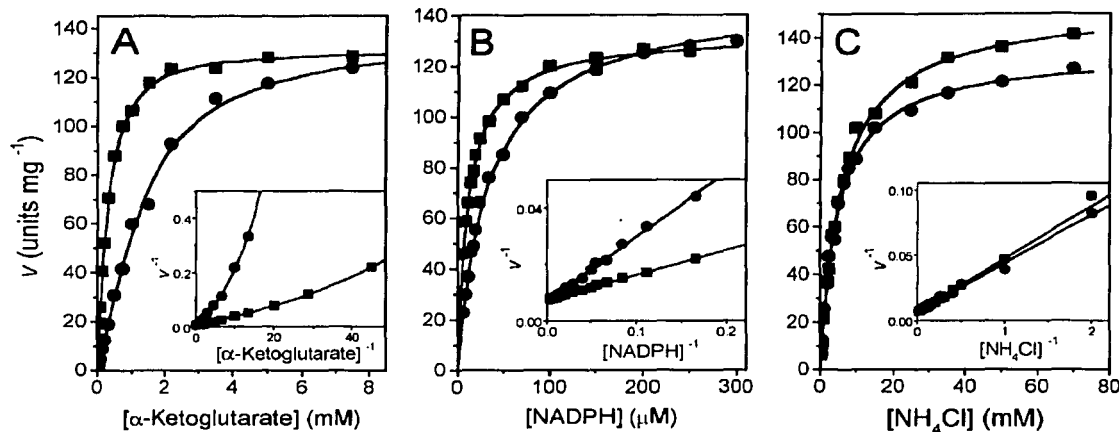 A
B
C
v (units mg⁻¹)
140
120
100
80
60
40
20
0
0 2 4 6 8
[α-Ketoglutarate] (mM)
v⁻¹
0.4
0.2
0.0
0 20 40
[α-Ketoglutarate]⁻¹
140
120
100
80
60
40
20
0
0 100 200 300
[NADPH] (μM)
v⁻¹
0.04
0.00
0 0.1 0.2
[NADPH]⁻¹
140
120
100
80
60
40
20
0
0 20 40 60 80
[NH₄Cl] (mM)
v⁻¹
0.10
0.05
0.00
0 1 2
[NH₄Cl]⁻¹